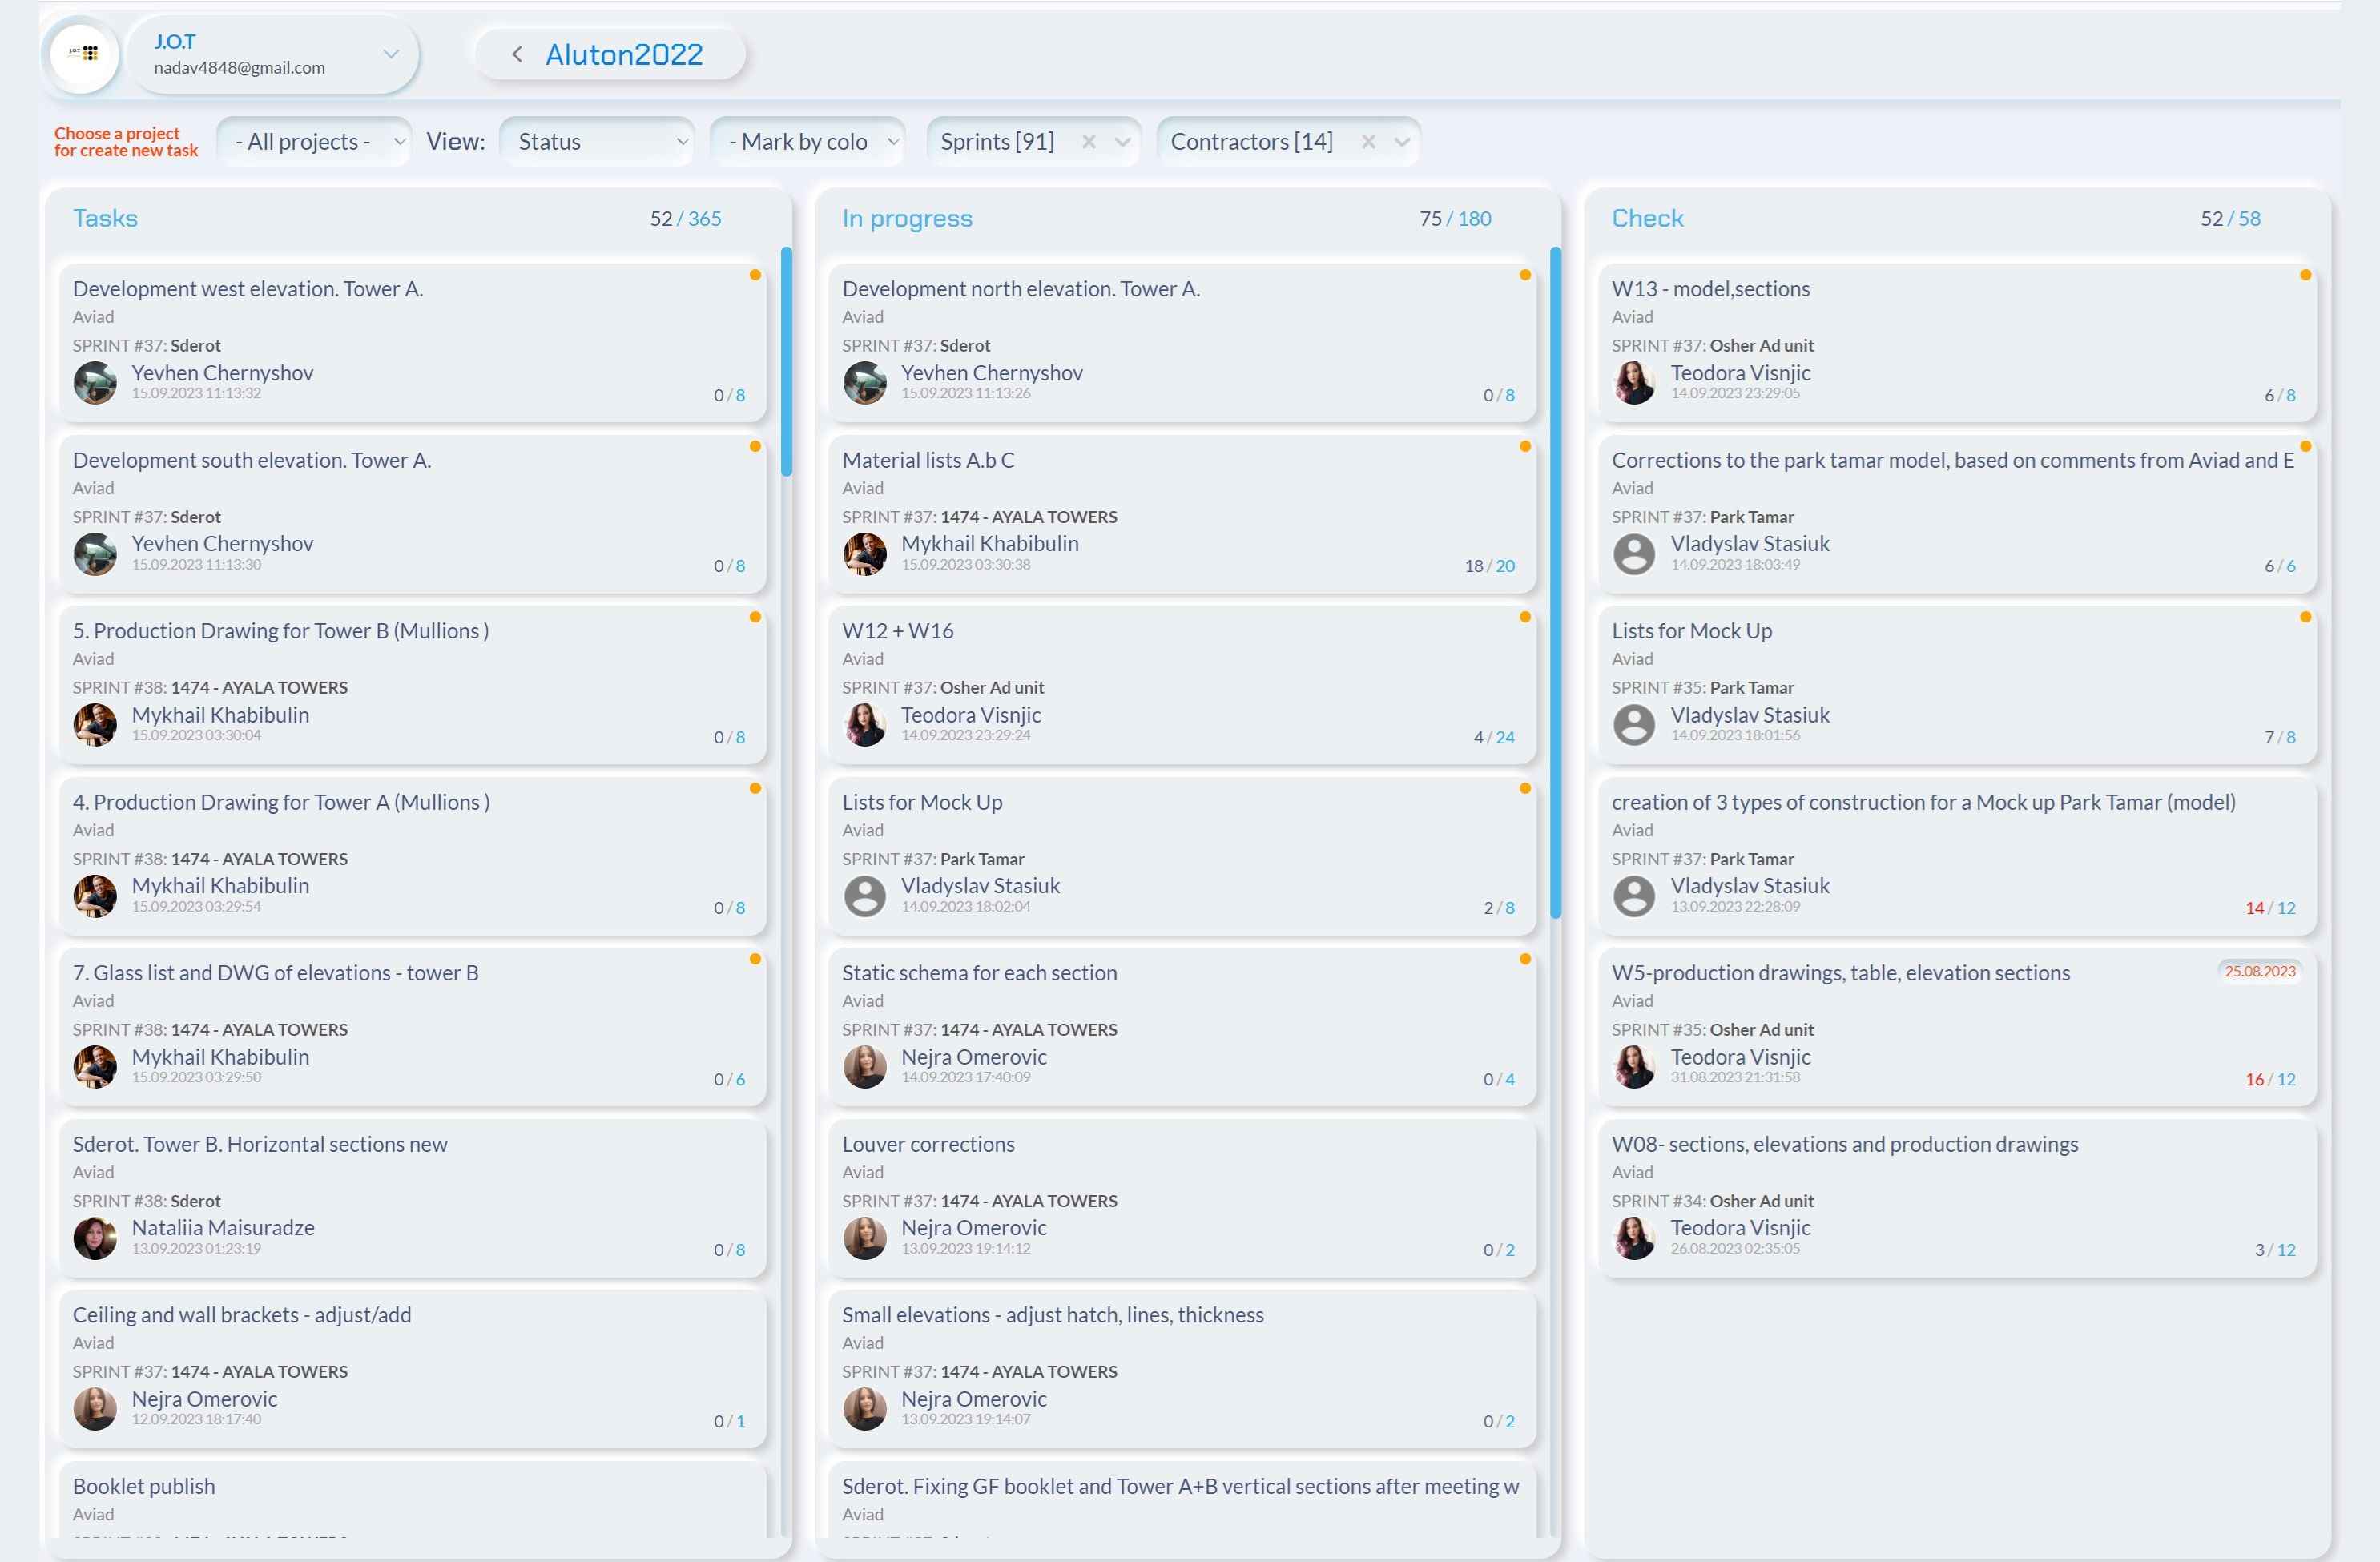 J.O.T
nadav4848@gmail.com
Aluton2022
Choose a project
for create new task
- All projects -
View:
Status
- Mark by colo
Sprints [91]
Contractors [14]
Tasks
52 / 365
Development west elevation. Tower A.
Aviad
SPRINT #37: Sderot
Yevhen Chernyshov
15.09.2023 11:13:32
0 / 8
Development south elevation. Tower A.
Aviad
SPRINT #37: Sderot
Yevhen Chernyshov
15.09.2023 11:13:30
0 / 8
5. Production Drawing for Tower B (Mullions )
Aviad
SPRINT #38: 1474 - AYALA TOWERS
Mykhail Khabibulin
15.09.2023 03:30:04
0 / 8
4. Production Drawing for Tower A (Mullions )
Aviad
SPRINT #38: 1474 - AYALA TOWERS
Mykhail Khabibulin
15.09.2023 03:29:54
0 / 8
7. Glass list and DWG of elevations - tower B
Aviad
SPRINT #38: 1474 - AYALA TOWERS
Mykhail Khabibulin
15.09.2023 03:29:50
0 / 6
Sderot. Tower B. Horizontal sections new
Aviad
SPRINT #38: Sderot
Nataliia Maisuradze
13.09.2023 01:23:19
0 / 8
Ceiling and wall brackets - adjust/add
Aviad
SPRINT #37: 1474 - AYALA TOWERS
Nejra Omerovic
12.09.2023 18:17:40
0 / 1
Booklet publish
Aviad
In progress
75 / 180
Development north elevation. Tower A.
Aviad
SPRINT #37: Sderot
Yevhen Chernyshov
15.09.2023 11:13:26
0 / 8
Material lists A.b C
Aviad
SPRINT #37: 1474 - AYALA TOWERS
Mykhail Khabibulin
15.09.2023 03:30:38
18 / 20
W12 + W16
Aviad
SPRINT #37: Osher Ad unit
Teodora Visnjic
14.09.2023 23:29:24
4 / 24
Lists for Mock Up
Aviad
SPRINT #37: Park Tamar
Vladyslav Stasiuk
14.09.2023 18:02:04
2 / 8
Static schema for each section
Aviad
SPRINT #37: 1474 - AYALA TOWERS
Nejra Omerovic
14.09.2023 17:40:09
0 / 4
Louver corrections
Aviad
SPRINT #37: 1474 - AYALA TOWERS
Nejra Omerovic
13.09.2023 19:14:12
0 / 2
Small elevations - adjust hatch, lines, thickness
Aviad
SPRINT #37: 1474 - AYALA TOWERS
Nejra Omerovic
13.09.2023 19:14:07
0 / 2
Sderot. Fixing GF booklet and Tower A+B vertical sections after meeting w
Aviad
Check
52 / 58
W13 - model,sections
Aviad
SPRINT #37: Osher Ad unit
Teodora Visnjic
14.09.2023 23:29:05
6 / 8
Corrections to the park tamar model, based on comments from Aviad and E
Aviad
SPRINT #37: Park Tamar
Vladyslav Stasiuk
14.09.2023 18:03:49
6 / 6
Lists for Mock Up
Aviad
SPRINT #35: Park Tamar
Vladyslav Stasiuk
14.09.2023 18:01:56
7 / 8
creation of 3 types of construction for a Mock up Park Tamar (model)
Aviad
SPRINT #37: Park Tamar
Vladyslav Stasiuk
13.09.2023 22:28:09
14 / 12
W5-production drawings, table, elevation sections
25.08.2023
Aviad
SPRINT #35: Osher Ad unit
Teodora Visnjic
31.08.2023 21:31:58
16 / 12
W08- sections, elevations and production drawings
Aviad
SPRINT #34: Osher Ad unit
Teodora Visnjic
26.08.2023 02:35:05
3 / 12